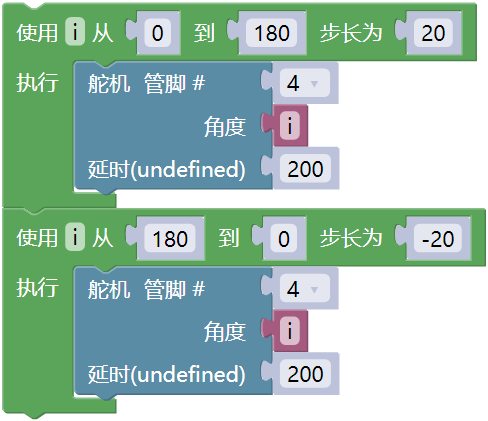 使用 i 从 0 到 180 步长为 20
执行 舵机 管脚 # 4
角度 i
延时(undefined) 200
使用 i 从 180 到 0 步长为 -20
执行 舵机 管脚 # 4
角度 i
延时(undefined) 200